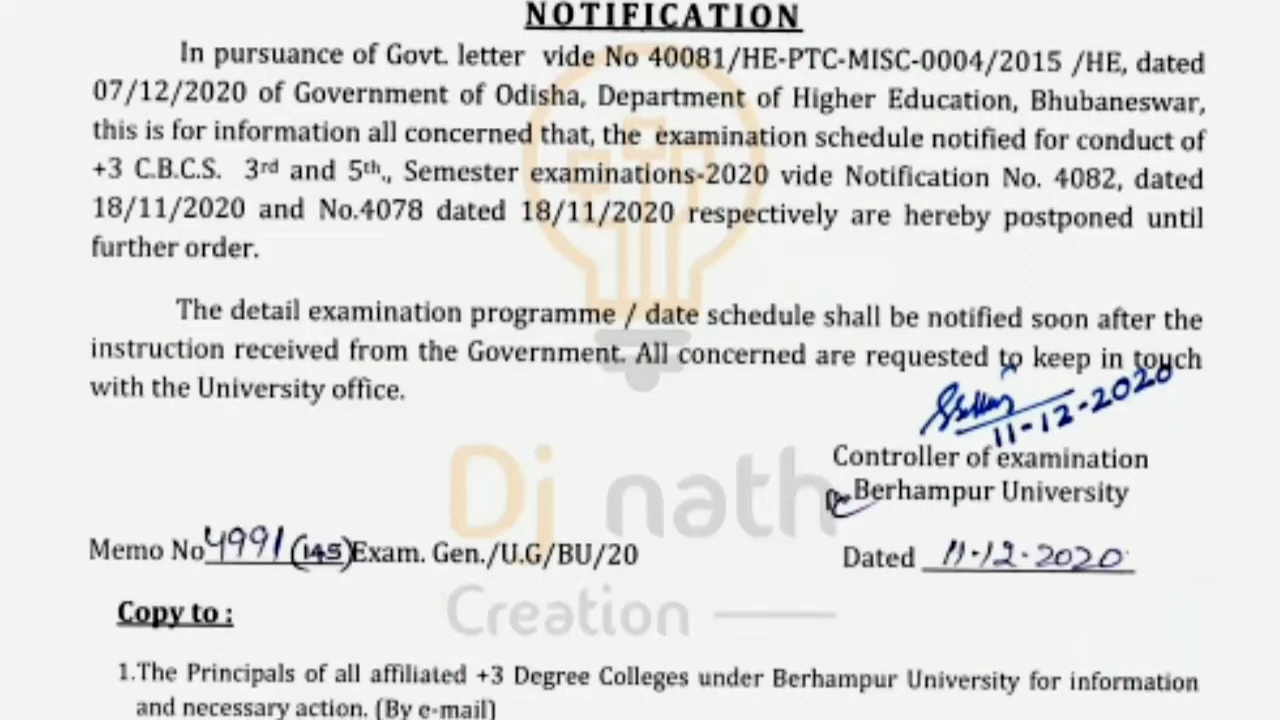 NOTIFICATION
In pursuance of Govt. letter vide No 40081/HE-PTC-MISC-0004/2015 /HE, dated
07/12/2020 of Government of Odisha, Department of Higher Education, Bhubaneswar,
this is for information all concerned that, the examination schedule notified for conduct of
+3 C.B.C.S. 3rd and 5th., Semester examinations-2020 vide Notification No. 4082, dated
18/11/2020 and No.4078 dated 18/11/2020 respectively are hereby postponed until
further order.
The detail examination programme / date schedule shall be notified soon after the
instruction received from the Government. All concerned are requested to keep in touch
with the University office.
11-12-2020
Controller of examination
Berhampur University
Memo No 4991(145)Exam. Gen./U.G/BU/20
Dated 11-12-2020
Dj nath
Creation
Copy to :
1.The Principals of all affiliated +3 Degree Colleges under Berhampur University for information
and necessary action. (By e-mail)